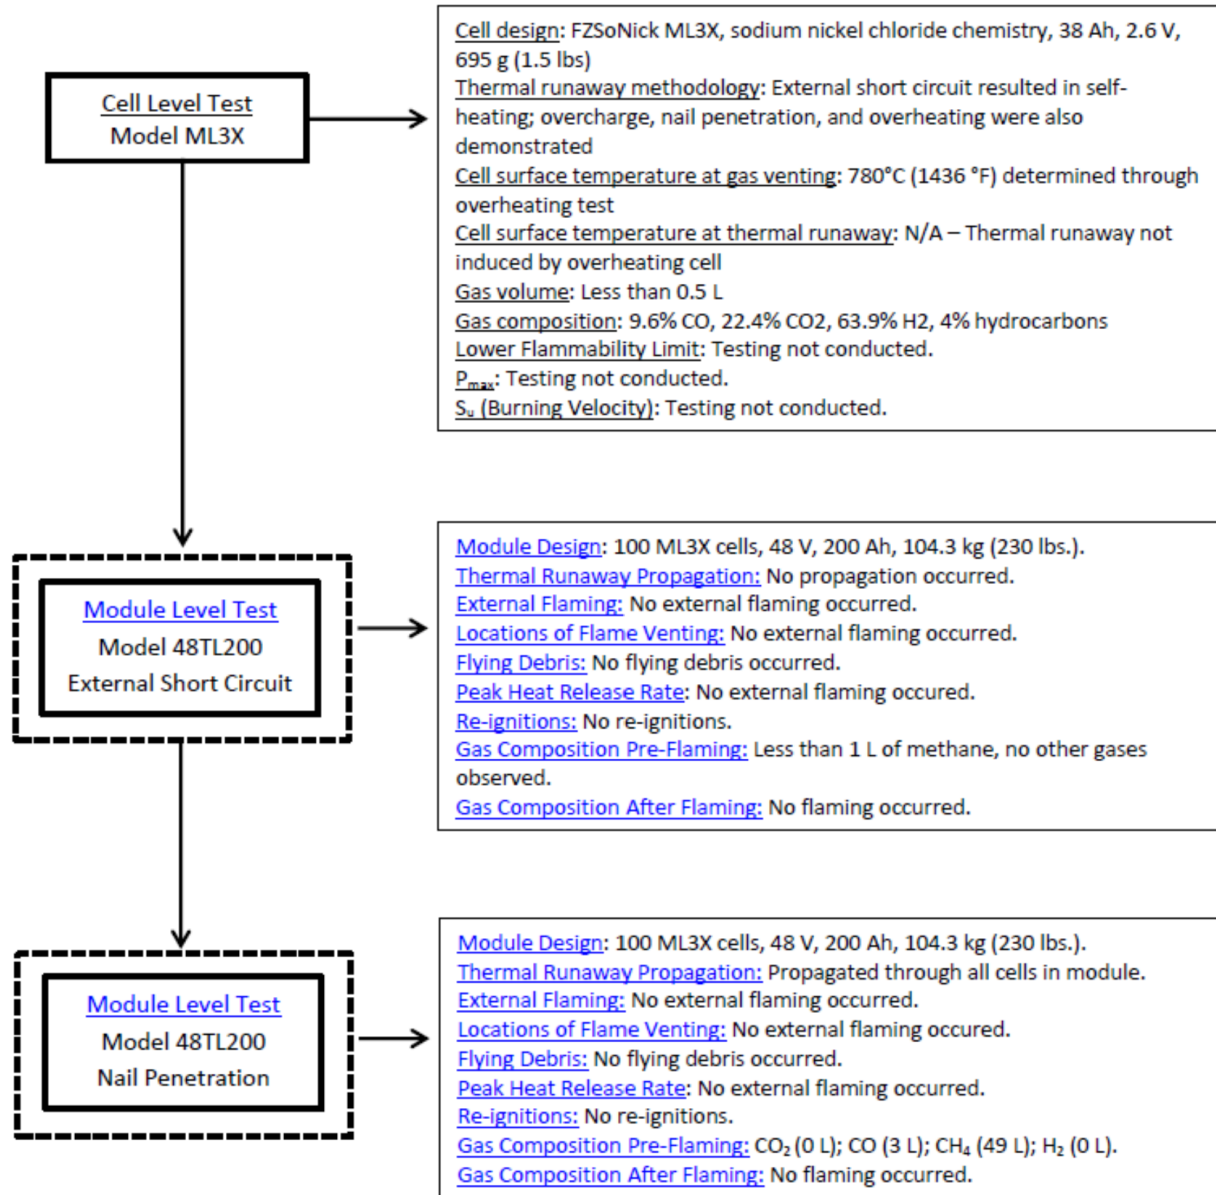 Cell Level Test
Model ML3X
Cell design: FZSoNick ML3X, sodium nickel chloride chemistry, 38 Ah, 2.6 V,
695 g (1.5 lbs)
Thermal runaway methodology: External short circuit resulted in self-
heating; overcharge, nail penetration, and overheating were also
demonstrated
Cell surface temperature at gas venting: 780°C (1436 °F) determined through
overheating test
Cell surface temperature at thermal runaway: N/A – Thermal runaway not
induced by overheating cell
Gas volume: Less than 0.5 L
Gas composition: 9.6% CO, 22.4% CO2, 63.9% H2, 4% hydrocarbons
Lower Flammability Limit: Testing not conducted.
Pmax: Testing not conducted.
Su (Burning Velocity): Testing not conducted.
Module Level Test
Model 48TL200
External Short Circuit
Module Design: 100 ML3X cells, 48 V, 200 Ah, 104.3 kg (230 lbs.).
Thermal Runaway Propagation: No propagation occurred.
External Flaming: No external flaming occurred.
Locations of Flame Venting: No external flaming occurred.
Flying Debris: No flying debris occurred.
Peak Heat Release Rate: No external flaming occured.
Re-ignitions: No re-ignitions.
Gas Composition Pre-Flaming: Less than 1 L of methane, no other gases
observed.
Gas Composition After Flaming: No flaming occurred.
Module Level Test
Model 48TL200
Nail Penetration
Module Design: 100 ML3X cells, 48 V, 200 Ah, 104.3 kg (230 lbs.).
Thermal Runaway Propagation: Propagated through all cells in module.
External Flaming: No external flaming occurred.
Locations of Flame Venting: No external flaming occured.
Flying Debris: No flying debris occurred.
Peak Heat Release Rate: No external flaming occurred.
Re-ignitions: No re-ignitions.
Gas Composition Pre-Flaming: CO₂ (0 L); CO (3 L); CH₄ (49 L); H₂ (0 L).
Gas Composition After Flaming: No flaming occurred.